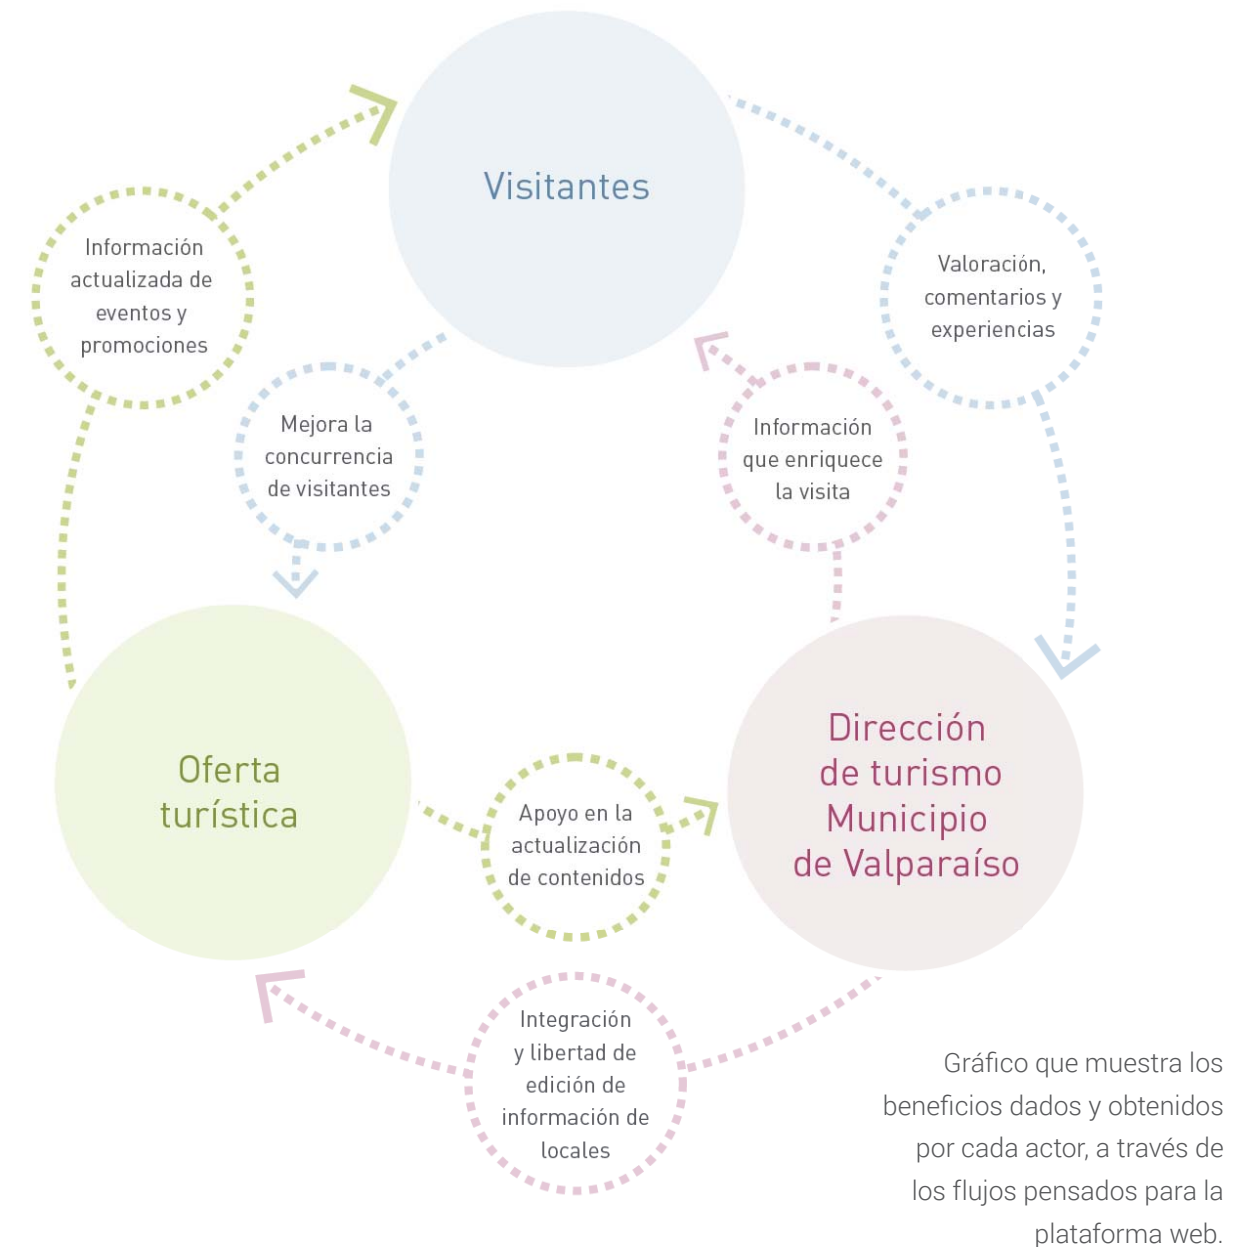 Visitantes
Información
actualizada de
eventos y
promociones
Valoración,
comentarios y
experiencias
Mejora la
concurrencia
de visitantes
Información
que enriquece
la visita
Oferta
turística
Dirección
de turismo
Municipio
de Valparaíso
Apoyo en la
actualización
de contenidos
Integración
y libertad de
edición de
información de
locales
Gráfico que muestra los
beneficios dados y obtenidos
por cada actor, a través de
los flujos pensados para la
plataforma web.